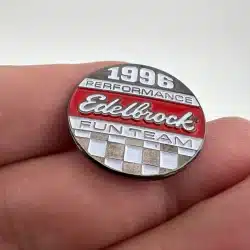 1996
PERFORMANCE
Edelbrock
FUN TEAM